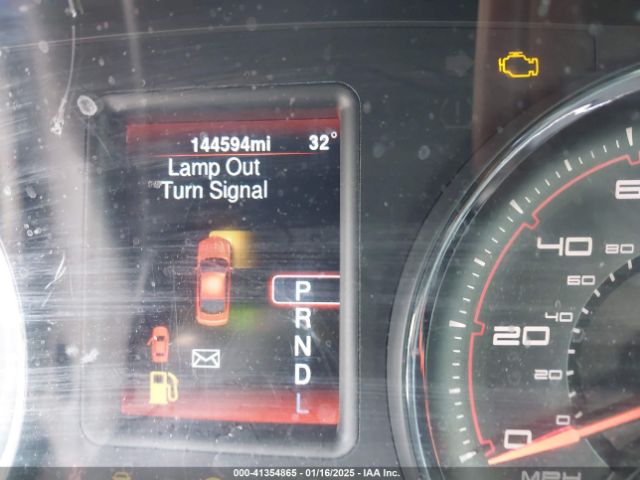 144594mi 32°
Lamp Out
Turn Signal
P
R
N
D
L
40
80
60
40
20
20
0
0
MPH
000-41354865 - 01/16/2025 - IAA Inc.